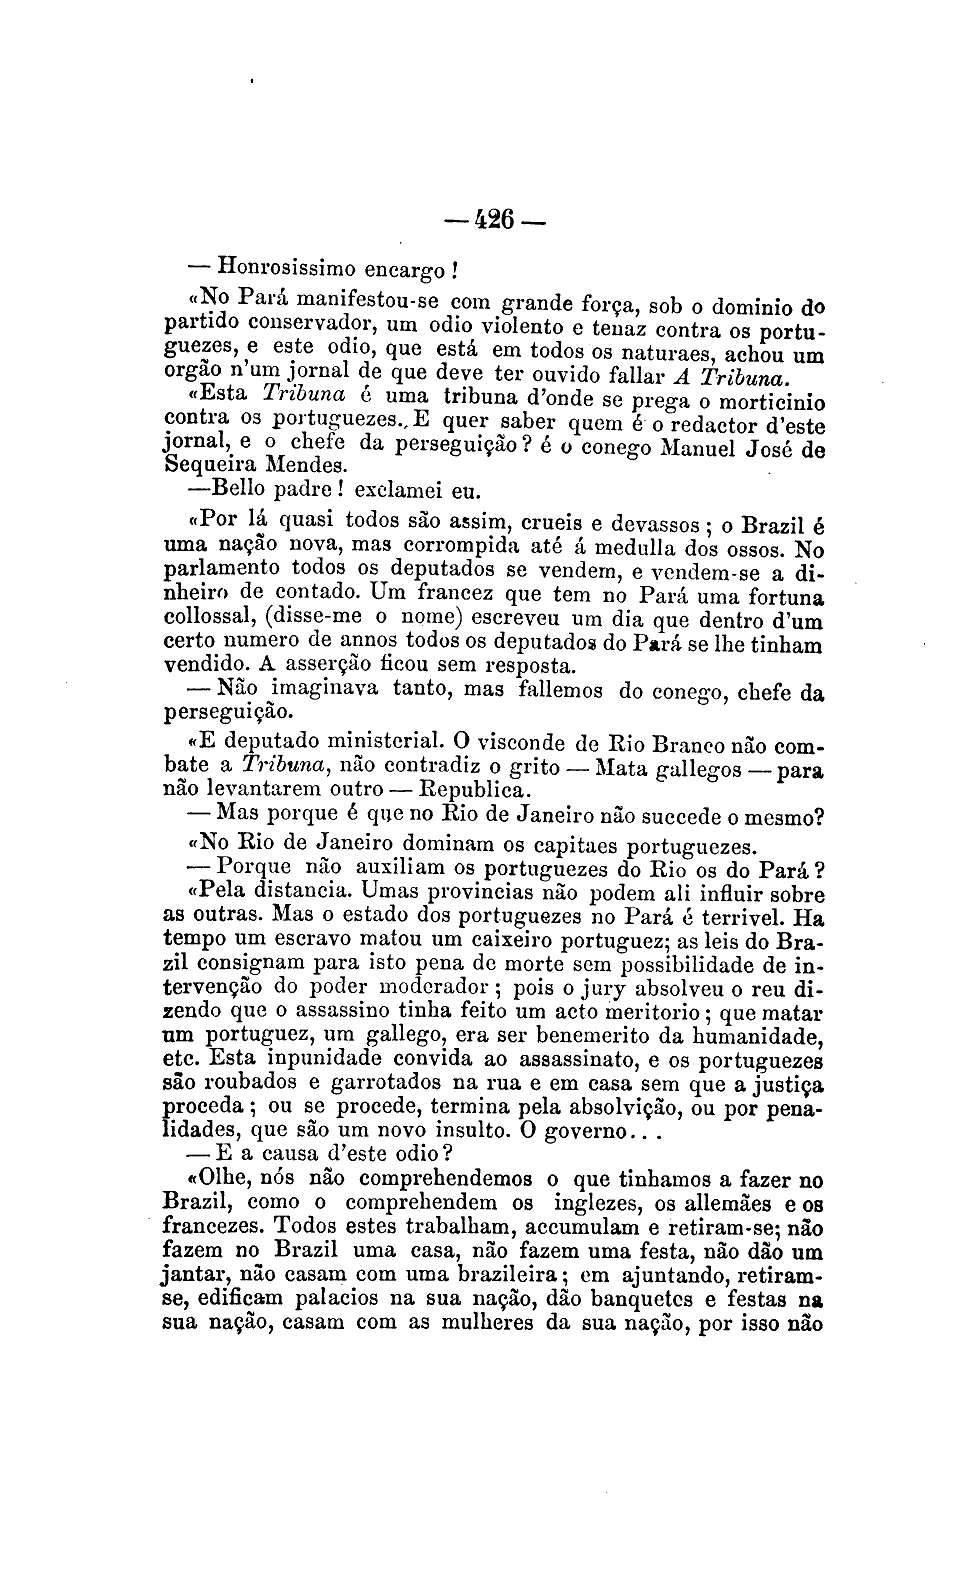 — 426 —
— Honrosissimo encargo !
«No Pará manifestou-se com grande força, sob o dominio do
partido conservador, um odio violento e tenaz contra os portu-
guezes, e este odio, que está em todos os naturaes, achou um
orgão n'um jornal de que deve ter ouvido fallar A Tribuna.
«Esta Tribuna é uma tribuna d'onde se prega o morticinio
contra os portuguezes. E quer saber quem é o redactor d'este
jornal, e o chefe da perseguição? é o conego Manuel José de
Sequeira Mendes.
—Bello padre ! exclamei eu.
«Por lá quasi todos são assim, crueis e devassos ; o Brazil é
uma nação nova, mas corrompida até á medulla dos ossos. No
parlamento todos os deputados se vendem, e vendem-se a di-
nheiro de contado. Um francez que tem no Pará uma fortuna
collossal, (disse-me o nome) escreveu um dia que dentro d'um
certo numero de annos todos os deputados do Pará se lhe tinham
vendido. A asserção ficou sem resposta.
— Não imaginava tanto, mas fallemos do conego, chefe da
perseguição.
«E deputado ministerial. O visconde de Rio Branco não com-
bate a Tribuna, não contradiz o grito — Mata gallegos — para
não levantarem outro — Republica.
— Mas porque é que no Rio de Janeiro não succede o mesmo?
«No Rio de Janeiro dominam os capitaes portuguezes.
— Porque não auxiliam os portuguezes do Rio os do Pará ?
«Pela distancia. Umas provincias não podem ali influir sobre
as outras. Mas o estado dos portuguezes no Pará é terrivel. Ha
tempo um escravo matou um caixeiro portuguez; as leis do Bra-
zil consignam para isto pena de morte sem possibilidade de in-
tervenção do poder moderador ; pois o jury absolveu o reu di-
zendo que o assassino tinha feito um acto meritorio ; que matar
um portuguez, um gallego, era ser benemerito da humanidade,
etc. Esta inpunidade convida ao assassinato, e os portuguezes
são roubados e garrotados na rua e em casa sem que a justiça
proceda ; ou se procede, termina pela absolvição, ou por pena-
lidades, que são um novo insulto. O governo...
— E a causa d'este odio ?
«Olhe, nós não comprehendemos o que tinhamos a fazer no
Brazil, como o comprehendem os inglezes, os allemães e os
francezes. Todos estes trabalham, accumulam e retiram-se; não
fazem no Brazil uma casa, não fazem uma festa, não dão um
jantar, não casam com uma brazileira ; em ajuntando, retiram-
se, edificam palacios na sua nação, dão banquetes e festas na
sua nação, casam com as mulheres da sua nação, por isso não